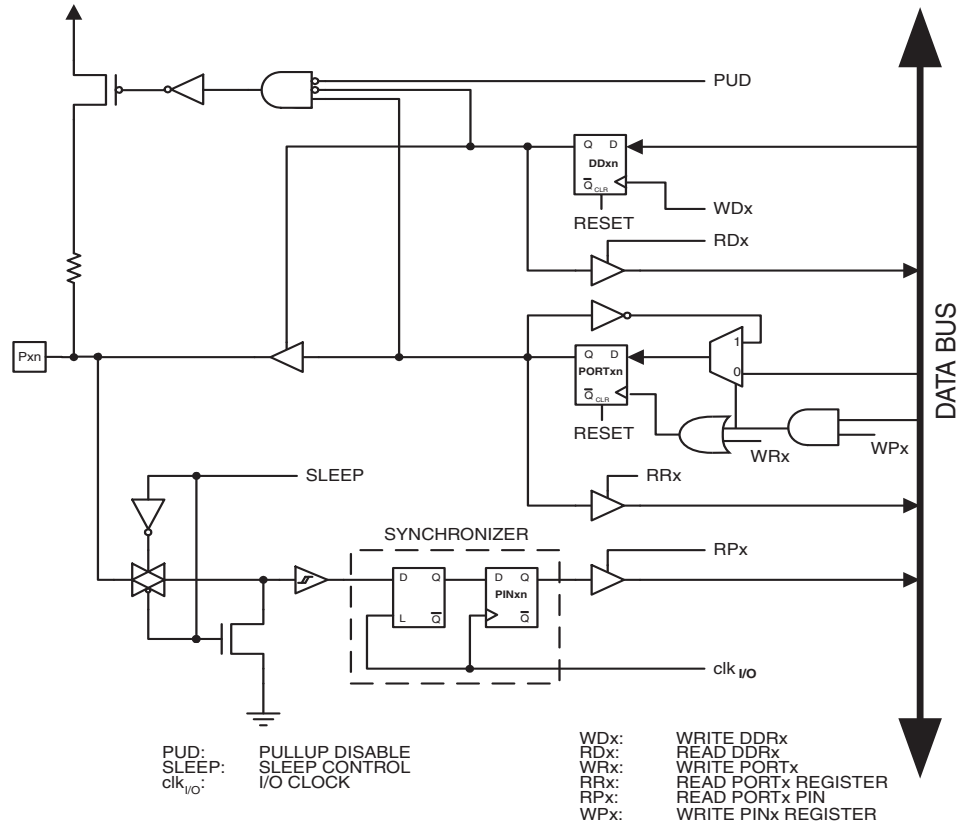 PUD
Q D
DDxn
Q CLR
WDx
RESET
RDx
Pxn
1
Q D
PORTxn
0
Q CLR
RESET
WRx
WPx
DATA BUS
SLEEP
RRx
SYNCHRONIZER
RPx
D Q
D Q
PINxn
L Q
Q
clk I/O
PUD: PULLUP DISABLE
SLEEP: SLEEP CONTROL
clkI/O: I/O CLOCK
WDx: WRITE DDRx
RDx: READ DDRx
WRx: WRITE PORTx
RRx: READ PORTx REGISTER
RPx: READ PORTx PIN
WPx: WRITE PINx REGISTER